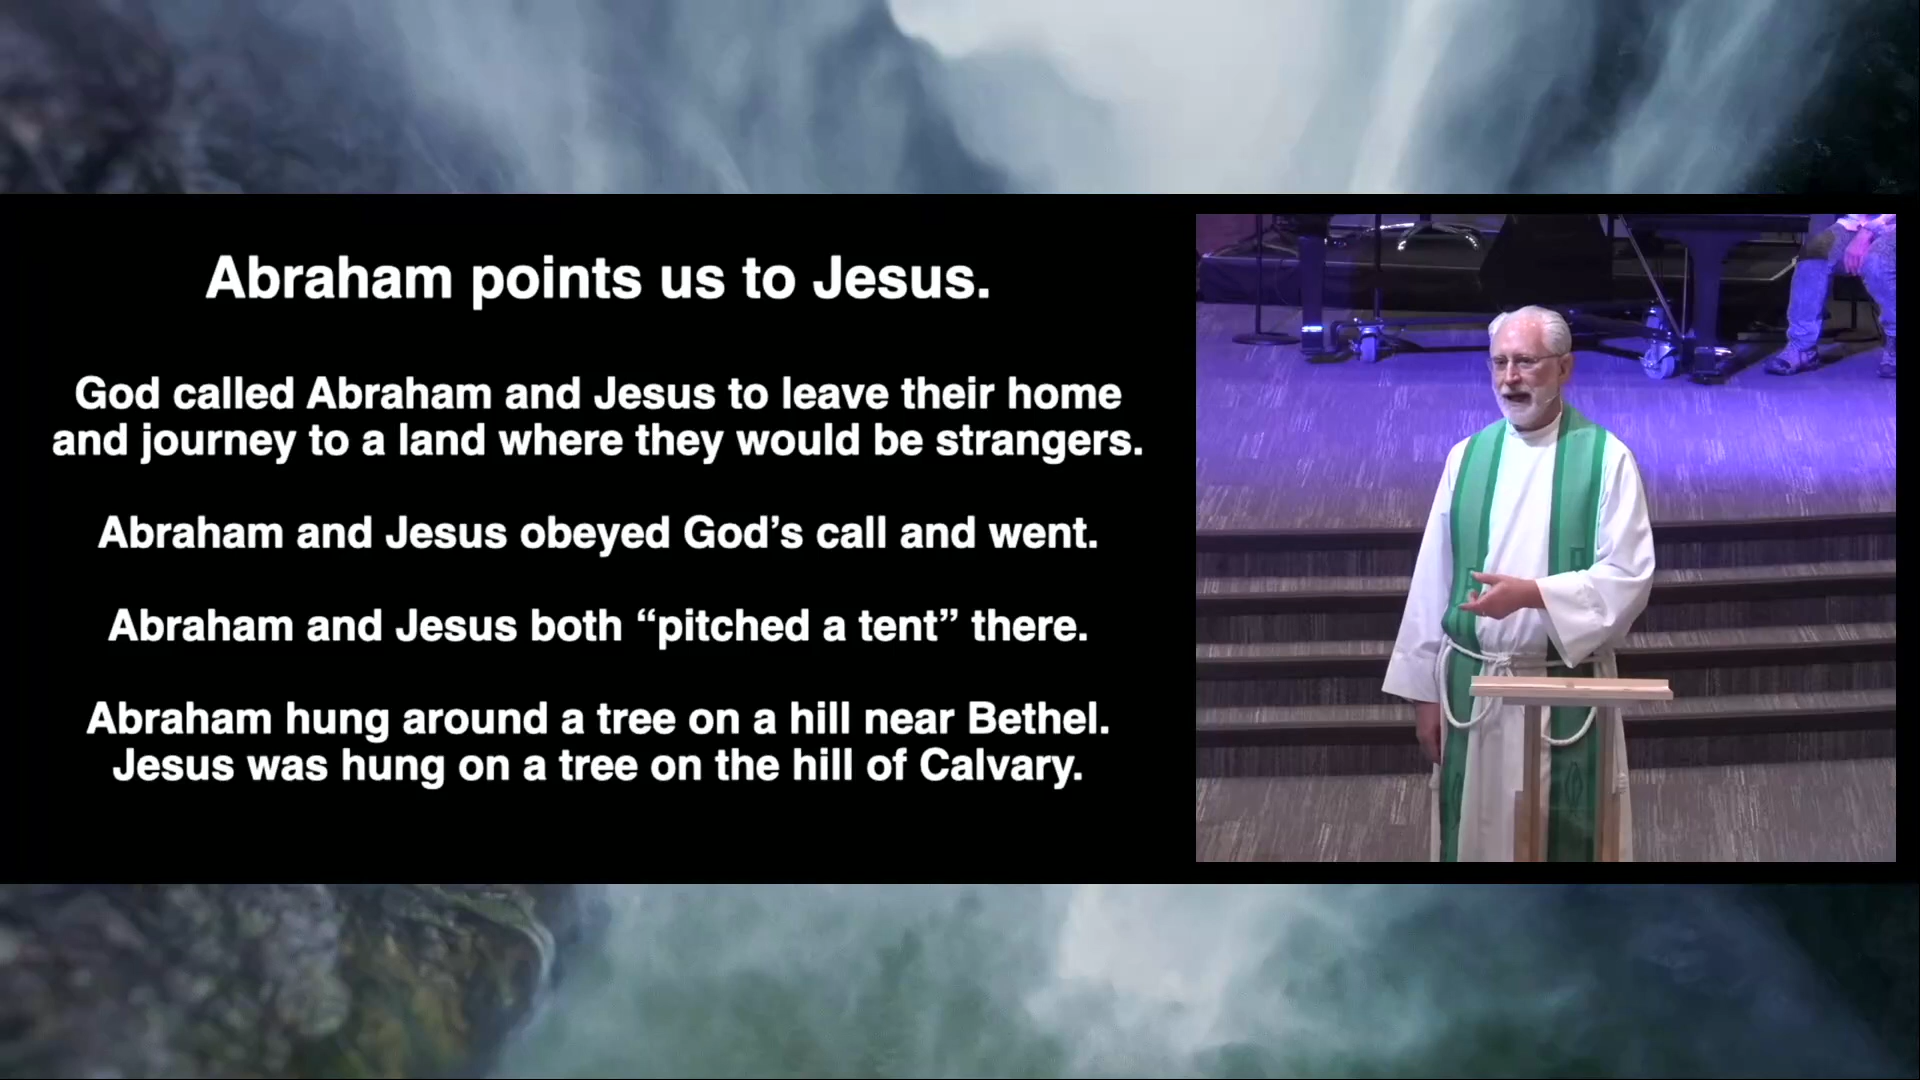 Abraham points us to Jesus.
God called Abraham and Jesus to leave their home
and journey to a land where they would be strangers.
Abraham and Jesus obeyed God’s call and went.
Abraham and Jesus both “pitched a tent” there.
Abraham hung around a tree on a hill near Bethel.
Jesus was hung on a tree on the hill of Calvary.